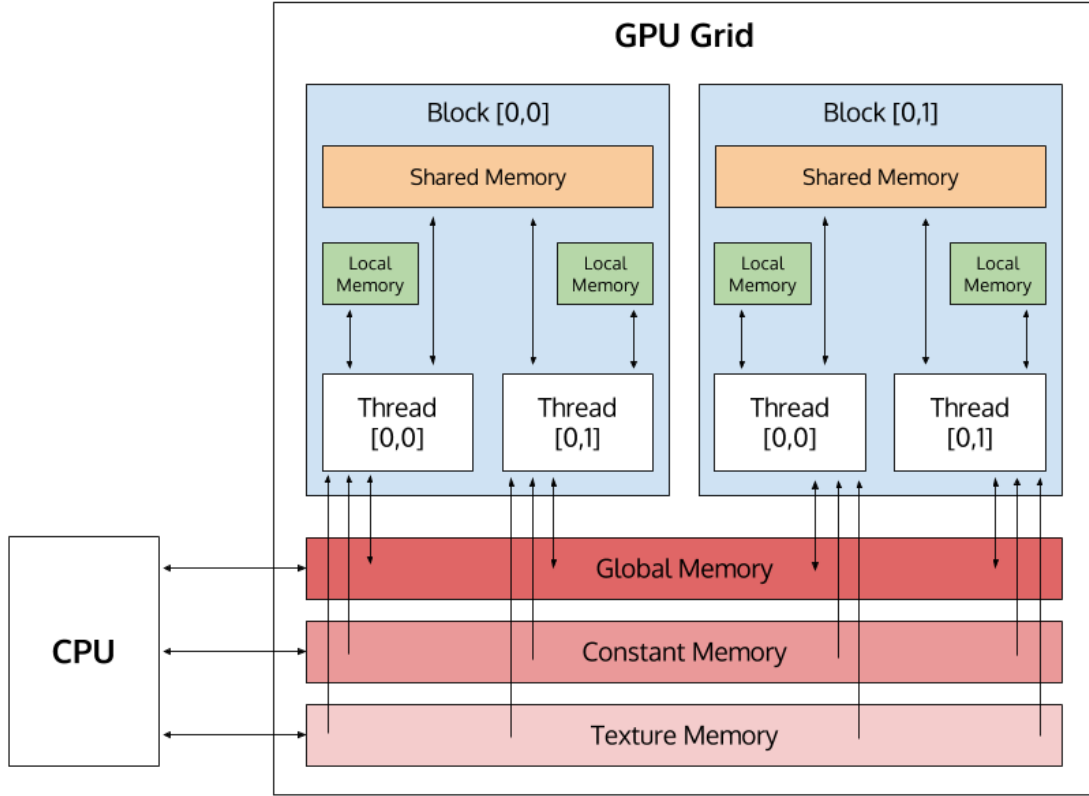 GPU Grid
Block [0,0]
Shared Memory
Local
Memory
Local
Memory
Thread
[0,0]
Thread
[0,1]
Block [0,1]
Shared Memory
Local
Memory
Local
Memory
Thread
[0,0]
Thread
[0,1]
CPU
Global Memory
Constant Memory
Texture Memory